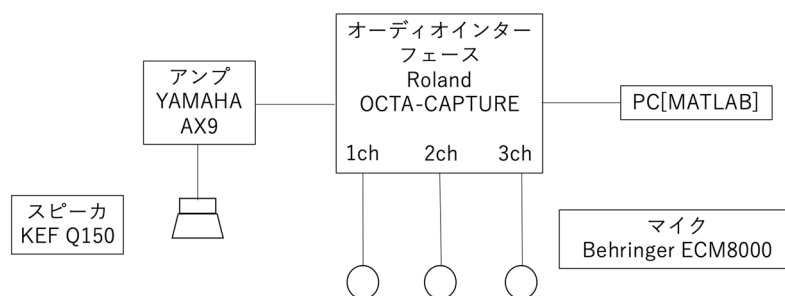 オーディオインター
フェース
Roland
OCTA-CAPTURE
アンプ
YAMAHA
AX9
PC[MATLAB]
1ch 2ch 3ch
スピーカ
KEF Q150
マイク
Behringer ECM8000